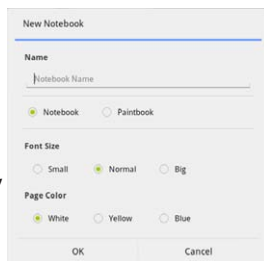 New Notebook
Name
Notebook Name
Notebook Paintbook
Font Size
Small Normal Big
Page Color
White Yellow Blue
OK Cancel